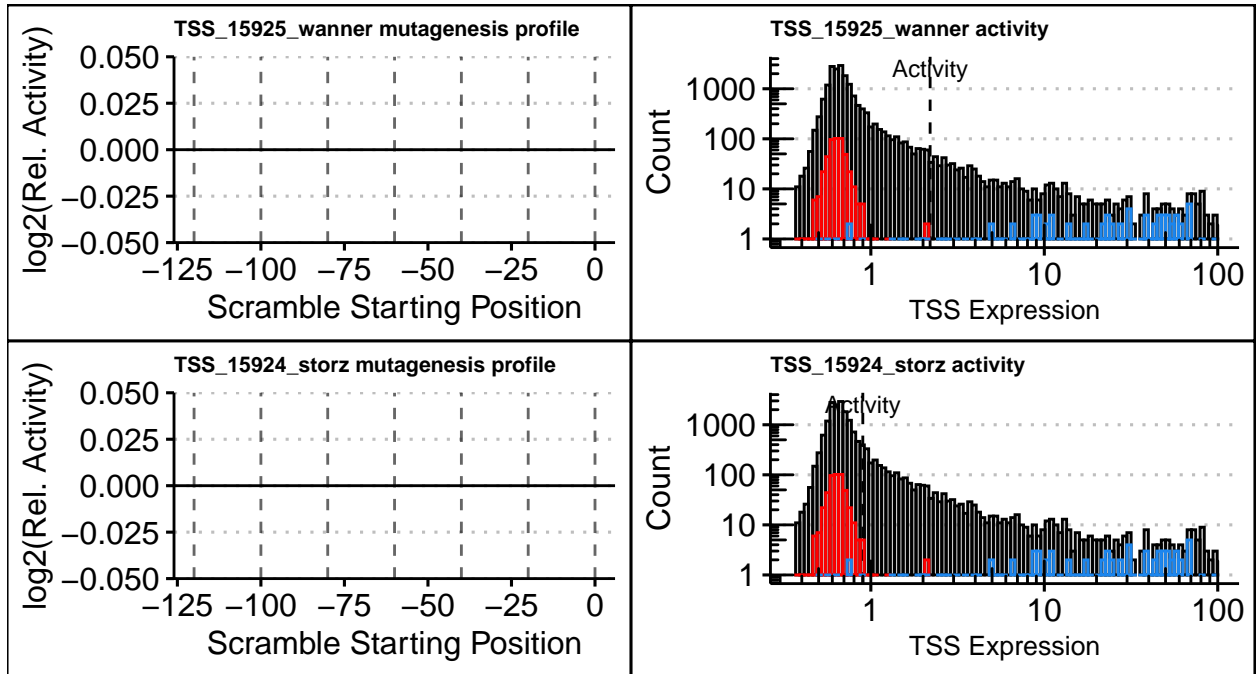 TSS_15925_wanner mutagenesis profile
log2(Rel. Activity)
0.050
0.025
0.000
−0.025
−0.050
−125 −100 −75 −50 −25 0
Scramble Starting Position
TSS_15925_wanner activity
Activity
Count
1000
100
10
1
1 10 100
TSS Expression
TSS_15924_storz mutagenesis profile
log2(Rel. Activity)
0.050
0.025
0.000
−0.025
−0.050
−125 −100 −75 −50 −25 0
Scramble Starting Position
TSS_15924_storz activity
Activity
Count
1000
100
10
1
1 10 100
TSS Expression